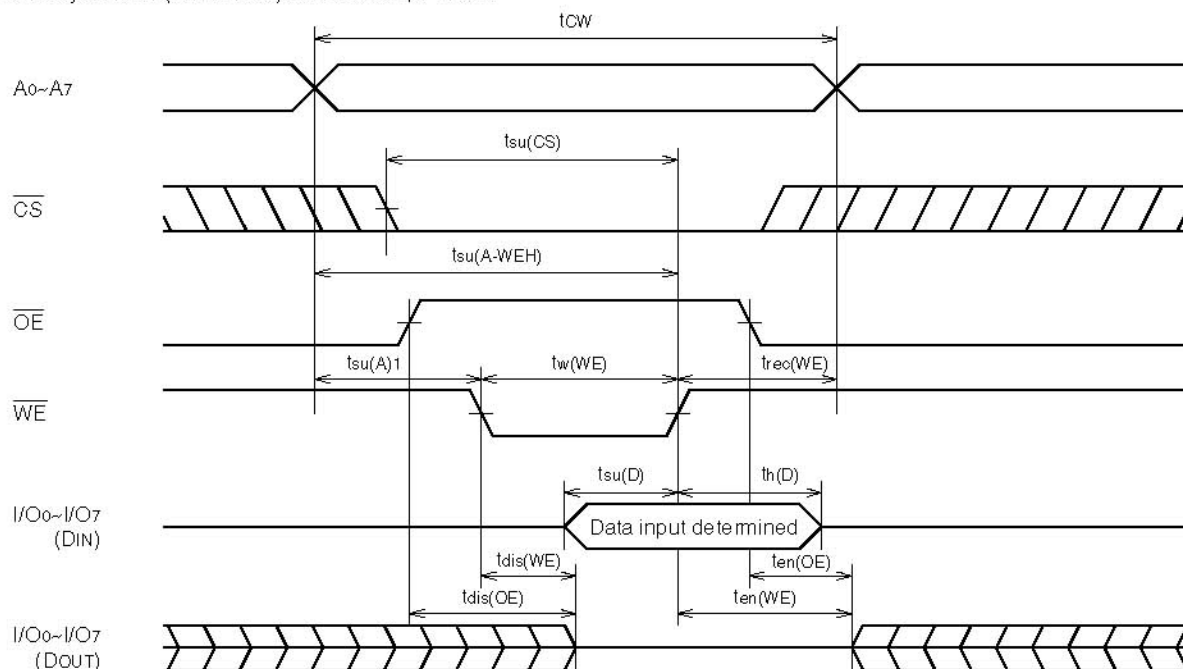 tCW
A0~A7
tsu(CS)
CS
tsu(A-WEH)
OE
tsu(A)1 tw(WE) trec(WE)
WE
tsu(D) th(D)
I/O0~I/O7
(DIN)
Data input determined
tdis(WE) ten(OE)
tdis(OE) ten(WE)
I/O0~I/O7
(DOUT)